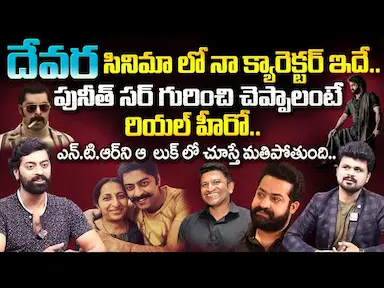 దేవర సినిమా లో నా క్యారెక్టర్ ఇదే..
పునీత్ సర్ గురించి చెప్పాలంటే
రియల్ హీరో..
ఎన్.టి.ఆర్‌ని ఆ లుక్ లో చూస్తే మతిపోతుంది..